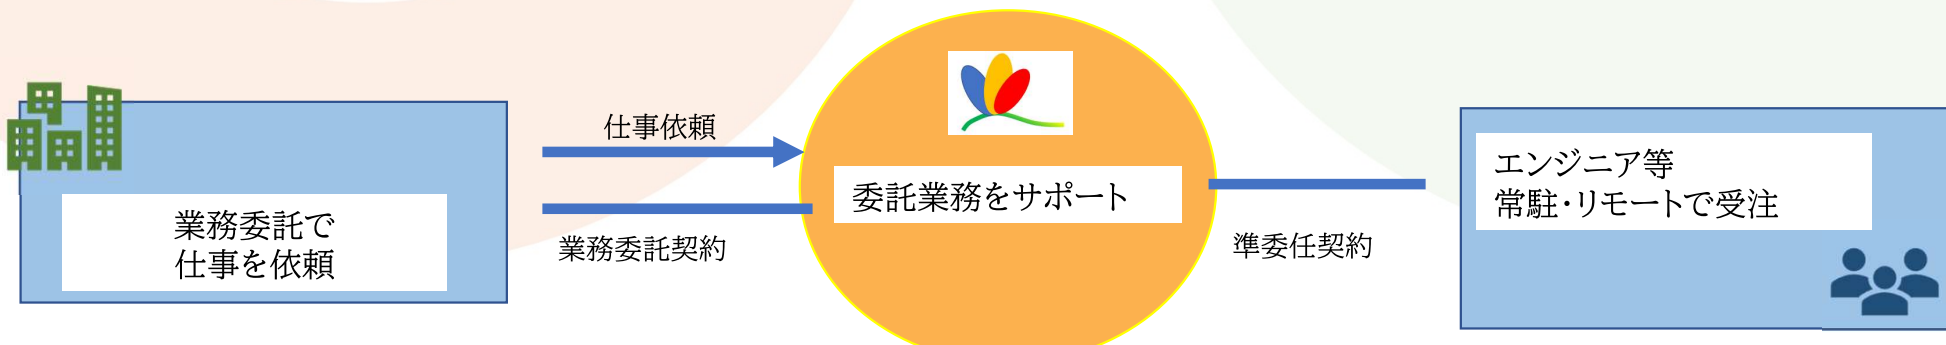 業務委託で
仕事を依頼
仕事依頼
業務委託契約
委託業務をサポート
準委任契約
エンジニア等
常駐・リモートで受注